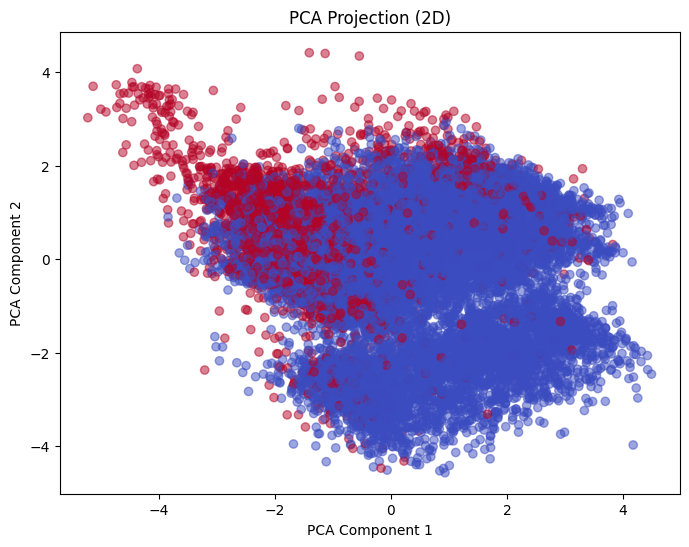 PCA Projection (2D)
4
2
0
−2
−4
PCA Component 2
−4 −2 0 2 4
PCA Component 1